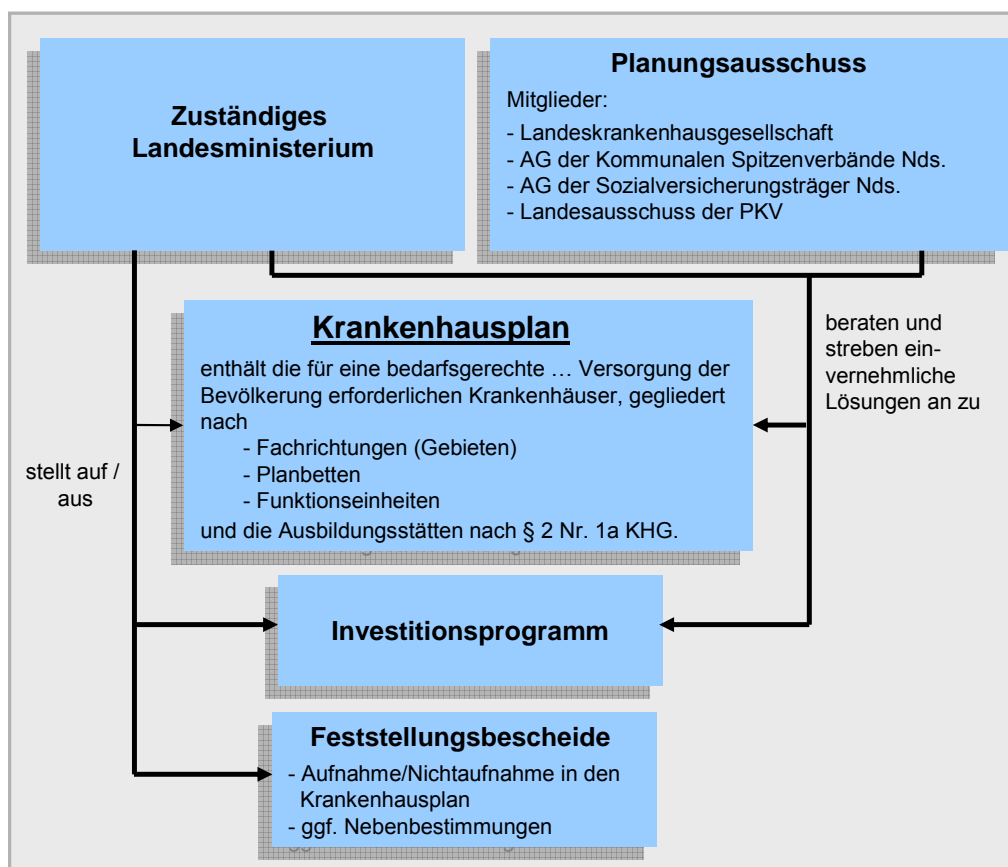 Zuständiges
Landesministerium
Planungsausschuss
Mitglieder:
- Landeskrankenhausgesellschaft
- AG der Kommunalen Spitzenverbände Nds.
- AG der Sozialversicherungsträger Nds.
- Landesausschuss der PKV
Krankenhausplan
enthält die für eine bedarfsgerechte … Versorgung der
Bevölkerung erforderlichen Krankenhäuser, gegliedert
nach
- Fachrichtungen (Gebieten)
- Planbetten
- Funktionseinheiten
und die Ausbildungsstätten nach § 2 Nr. 1a KHG.
beraten und
streben ein-
vernehmliche
Lösungen an zu
stellt auf /
aus
Investitionsprogramm
Feststellungsbescheide
- Aufnahme/Nichtaufnahme in den
Krankenhausplan
- ggf. Nebenbestimmungen